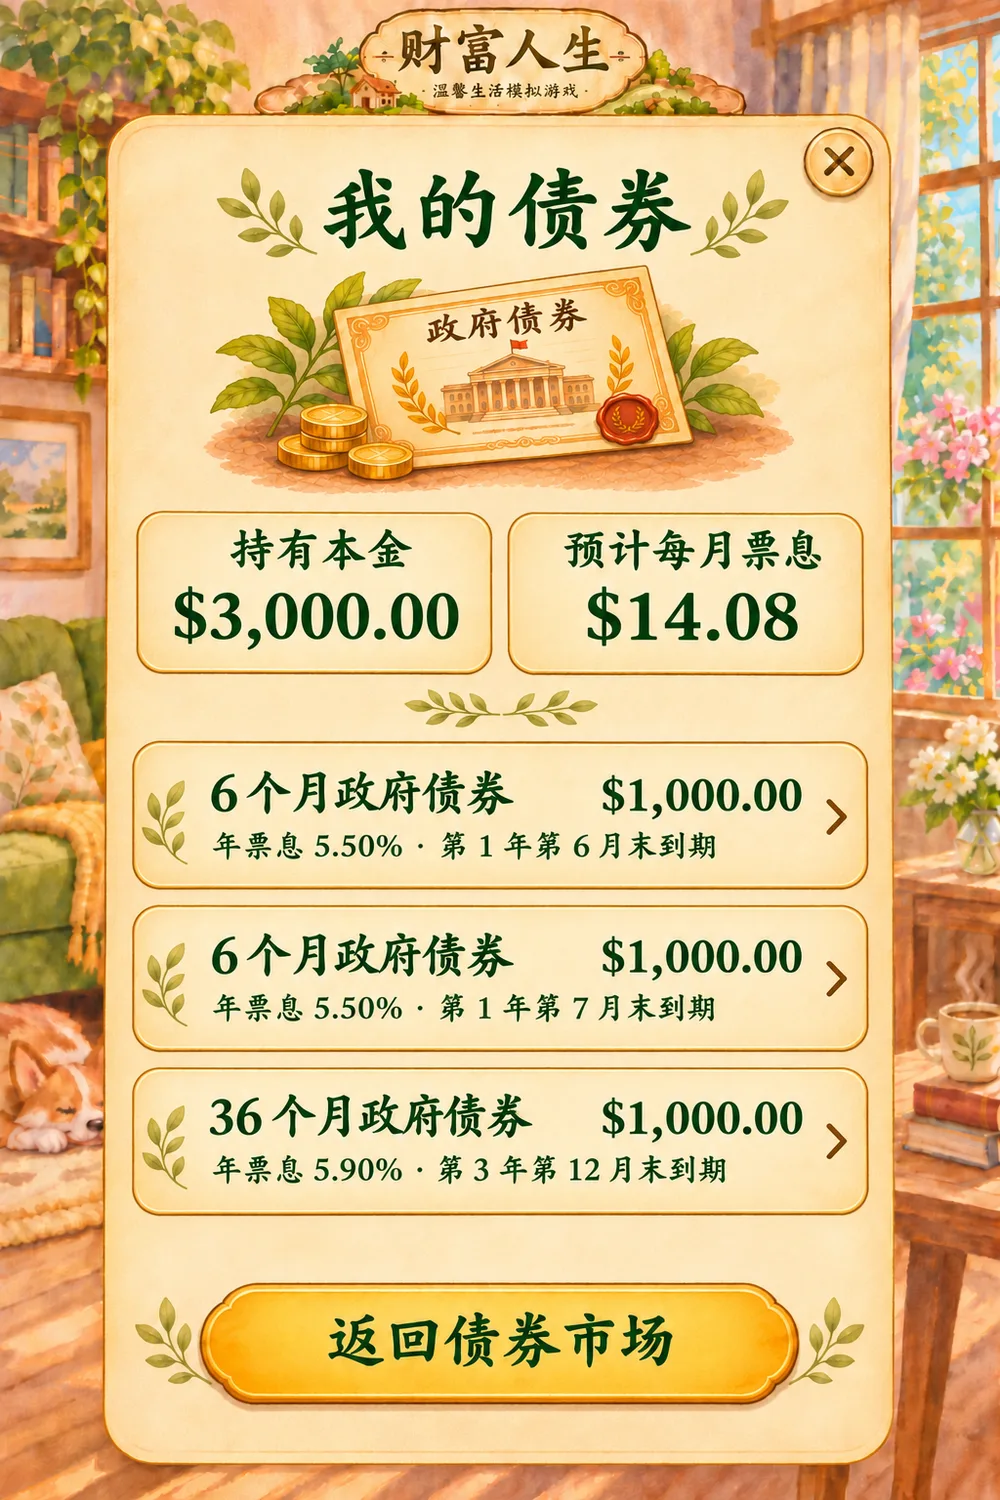 财富人生
· 温馨生活模拟游戏 ·
我的债券
政府债券
持有本金
$3,000.00
预计每月票息
$14.08
6个月政府债券 $1,000.00
年票息 5.50% · 第 1 年第 6 月末到期
6个月政府债券 $1,000.00
年票息 5.50% · 第 1 年第 7 月末到期
36个月政府债券 $1,000.00
年票息 5.90% · 第 3 年第 12 月末到期
返回债券市场